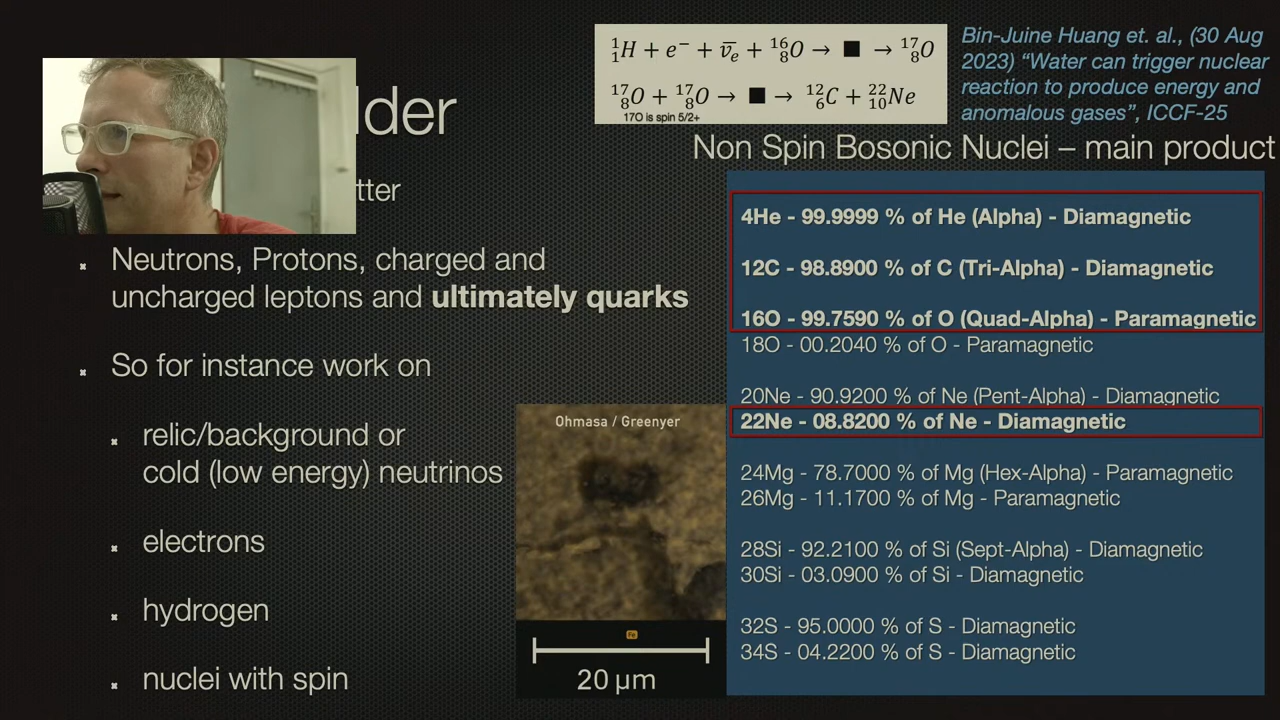 lder
tter
Neutrons, Protons, charged and
uncharged leptons and ultimately quarks
So for instance work on
relic/background or
cold (low energy) neutrinos
electrons
hydrogen
nuclei with spin
Ohmasa / Greenyer
Fe
20 µm
¹₁H + e⁻ + ν̅ₑ + ¹⁶₈O → ■ → ¹⁷₈O
¹⁷₈O + ¹⁷₈O → ■ → ¹²₆C + ²²₁₀Ne
17O is spin 5/2+
Bin-Juine Huang et. al., (30 Aug
2023) “Water can trigger nuclear
reaction to produce energy and
anomalous gases”, ICCF-25
Non Spin Bosonic Nuclei – main product
4He - 99.9999 % of He (Alpha) - Diamagnetic
12C - 98.8900 % of C (Tri-Alpha) - Diamagnetic
16O - 99.7590 % of O (Quad-Alpha) - Paramagnetic
18O - 00.2040 % of O - Paramagnetic
20Ne - 90.9200 % of Ne (Pent-Alpha) - Diamagnetic
22Ne - 08.8200 % of Ne - Diamagnetic
24Mg - 78.7000 % of Mg (Hex-Alpha) - Paramagnetic
26Mg - 11.1700 % of Mg - Paramagnetic
28Si - 92.2100 % of Si (Sept-Alpha) - Diamagnetic
30Si - 03.0900 % of Si - Diamagnetic
32S - 95.0000 % of S - Diamagnetic
34S - 04.2200 % of S - Diamagnetic